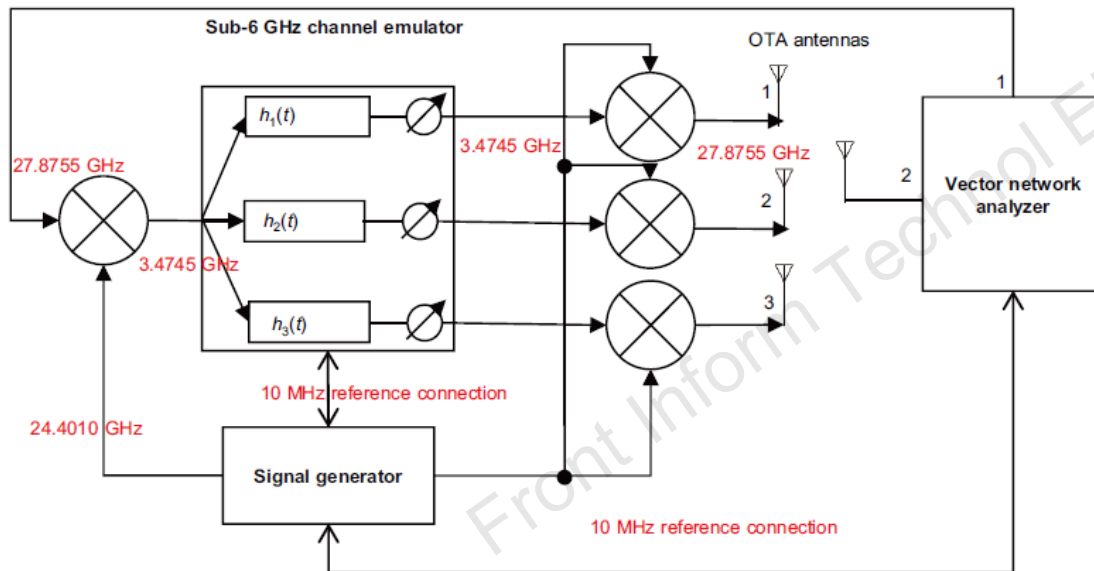 Sub-6 GHz channel emulator
OTA antennas
1
h1(t)
1
27.8755 GHz
3.4745 GHz
27.8755 GHz
2
Vector network
analyzer
h2(t)
2
3.4745 GHz
h3(t)
3
10 MHz reference connection
24.4010 GHz
Signal generator
10 MHz reference connection
Front Inform Technol E